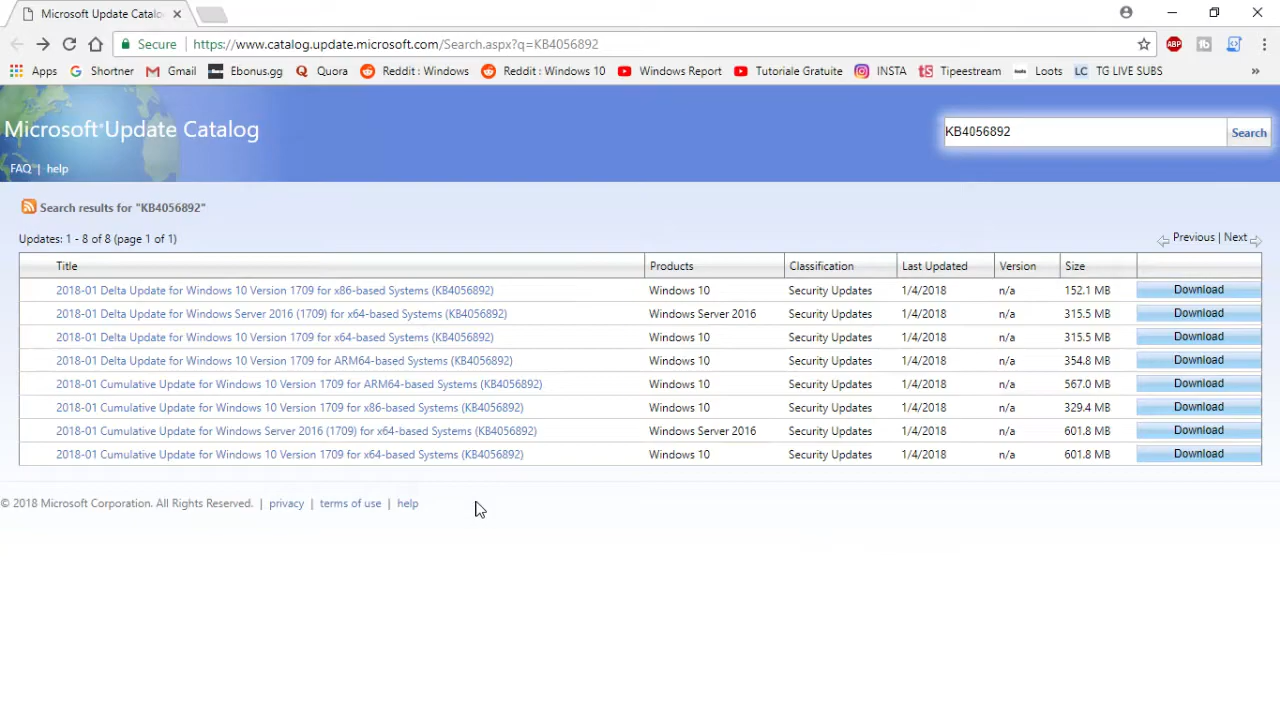 Microsoft Update Catalo
Secure https://www.catalog.update.microsoft.com/Search.aspx?q=KB4056892 ABP
Apps Shortner Gmail Ebonus.gg Quora Reddit : Windows Reddit : Windows 10 Windows Report Tutoriale Gratuite INSTA Tipeestream Loots LC TG LIVE SUBS »
Microsoft Update Catalog
KB4056892 Search
FAQ | help
Search results for "KB4056892"
Updates: 1 - 8 of 8 (page 1 of 1) Previous | Next
Title Products Classification Last Updated Version Size
2018-01 Delta Update for Windows 10 Version 1709 for x86-based Systems (KB4056892) Windows 10 Security Updates 1/4/2018 n/a 152.1 MB Download
2018-01 Delta Update for Windows Server 2016 (1709) for x64-based Systems (KB4056892) Windows Server 2016 Security Updates 1/4/2018 n/a 315.5 MB Download
2018-01 Delta Update for Windows 10 Version 1709 for x64-based Systems (KB4056892) Windows 10 Security Updates 1/4/2018 n/a 315.5 MB Download
2018-01 Delta Update for Windows 10 Version 1709 for ARM64-based Systems (KB4056892) Windows 10 Security Updates 1/4/2018 n/a 354.8 MB Download
2018-01 Cumulative Update for Windows 10 Version 1709 for ARM64-based Systems (KB4056892) Windows 10 Security Updates 1/4/2018 n/a 567.0 MB Download
2018-01 Cumulative Update for Windows 10 Version 1709 for x86-based Systems (KB4056892) Windows 10 Security Updates 1/4/2018 n/a 329.4 MB Download
2018-01 Cumulative Update for Windows Server 2016 (1709) for x64-based Systems (KB4056892) Windows Server 2016 Security Updates 1/4/2018 n/a 601.8 MB Download
2018-01 Cumulative Update for Windows 10 Version 1709 for x64-based Systems (KB4056892) Windows 10 Security Updates 1/4/2018 n/a 601.8 MB Download
© 2018 Microsoft Corporation. All Rights Reserved. | privacy | terms of use | help